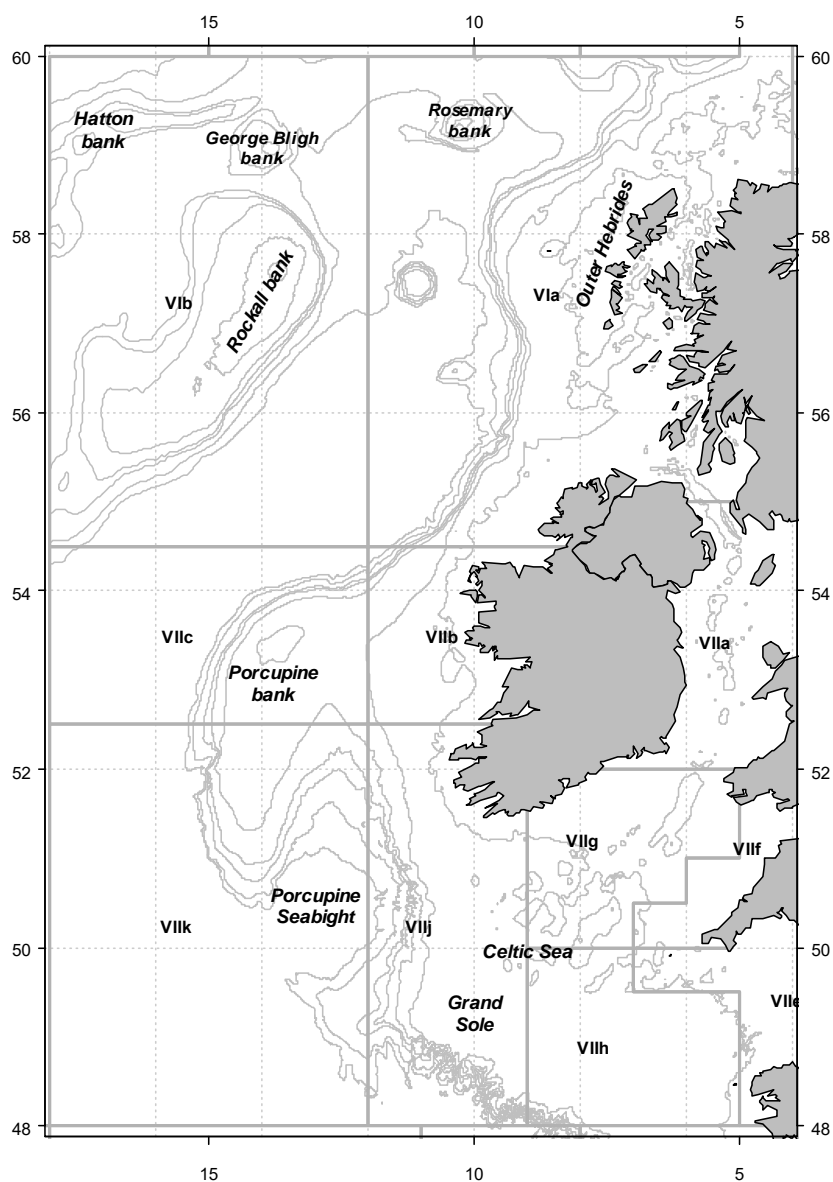 15 10 5
60 60
Hatton
bank
George Bligh
bank
Rosemary
bank
Outer Hebrides
58 58
VIb
Rockall bank
VIa
56 56
54 54
VIIc
VIIb
VIIa
Porcupine
bank
52 52
VIIg
VIIf
Porcupine
Seabight
VIIk
VIIj
50 50
Celtic Sea
Grand
Sole
VIIe
VIIh
48 48
15 10 5